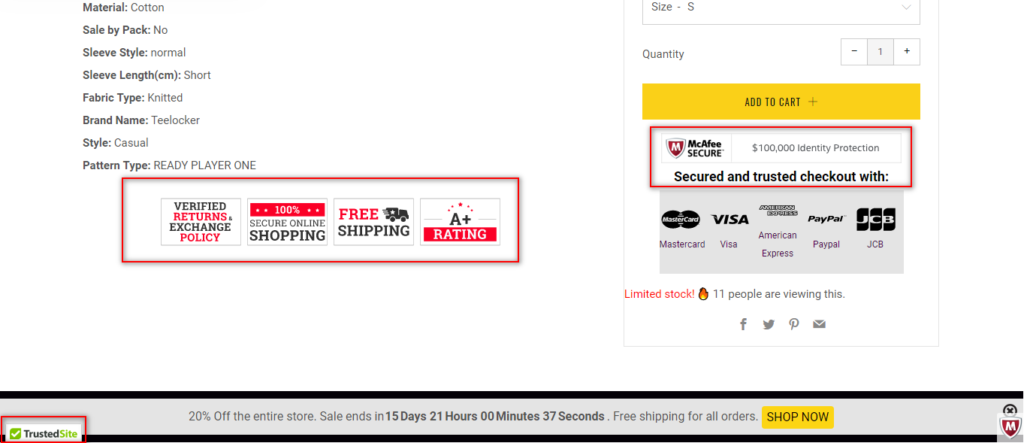 Material: Cotton
Sale by Pack: No
Sleeve Style: normal
Sleeve Length(cm): Short
Fabric Type: Knitted
Brand Name: Teelocker
Style: Casual
Pattern Type: READY PLAYER ONE
VERIFIED
RETURNS &
EXCHANGE
POLICY
100%
SECURE ONLINE
SHOPPING
FREE
SHIPPING
A+
RATING
Size - S
Quantity
− 1 +
ADD TO CART +
McAfee
SECURE™
$100,000 Identity Protection
Secured and trusted checkout with:
MasterCard
VISA
AMERICAN
EXPRESS
PayPal
JCB
Mastercard
Visa
American
Express
Paypal
JCB
Limited stock! 🔥 11 people are viewing this.
20% Off the entire store. Sale ends in 15 Days 21 Hours 00 Minutes 37 Seconds . Free shipping for all orders. SHOP NOW
TrustedSite